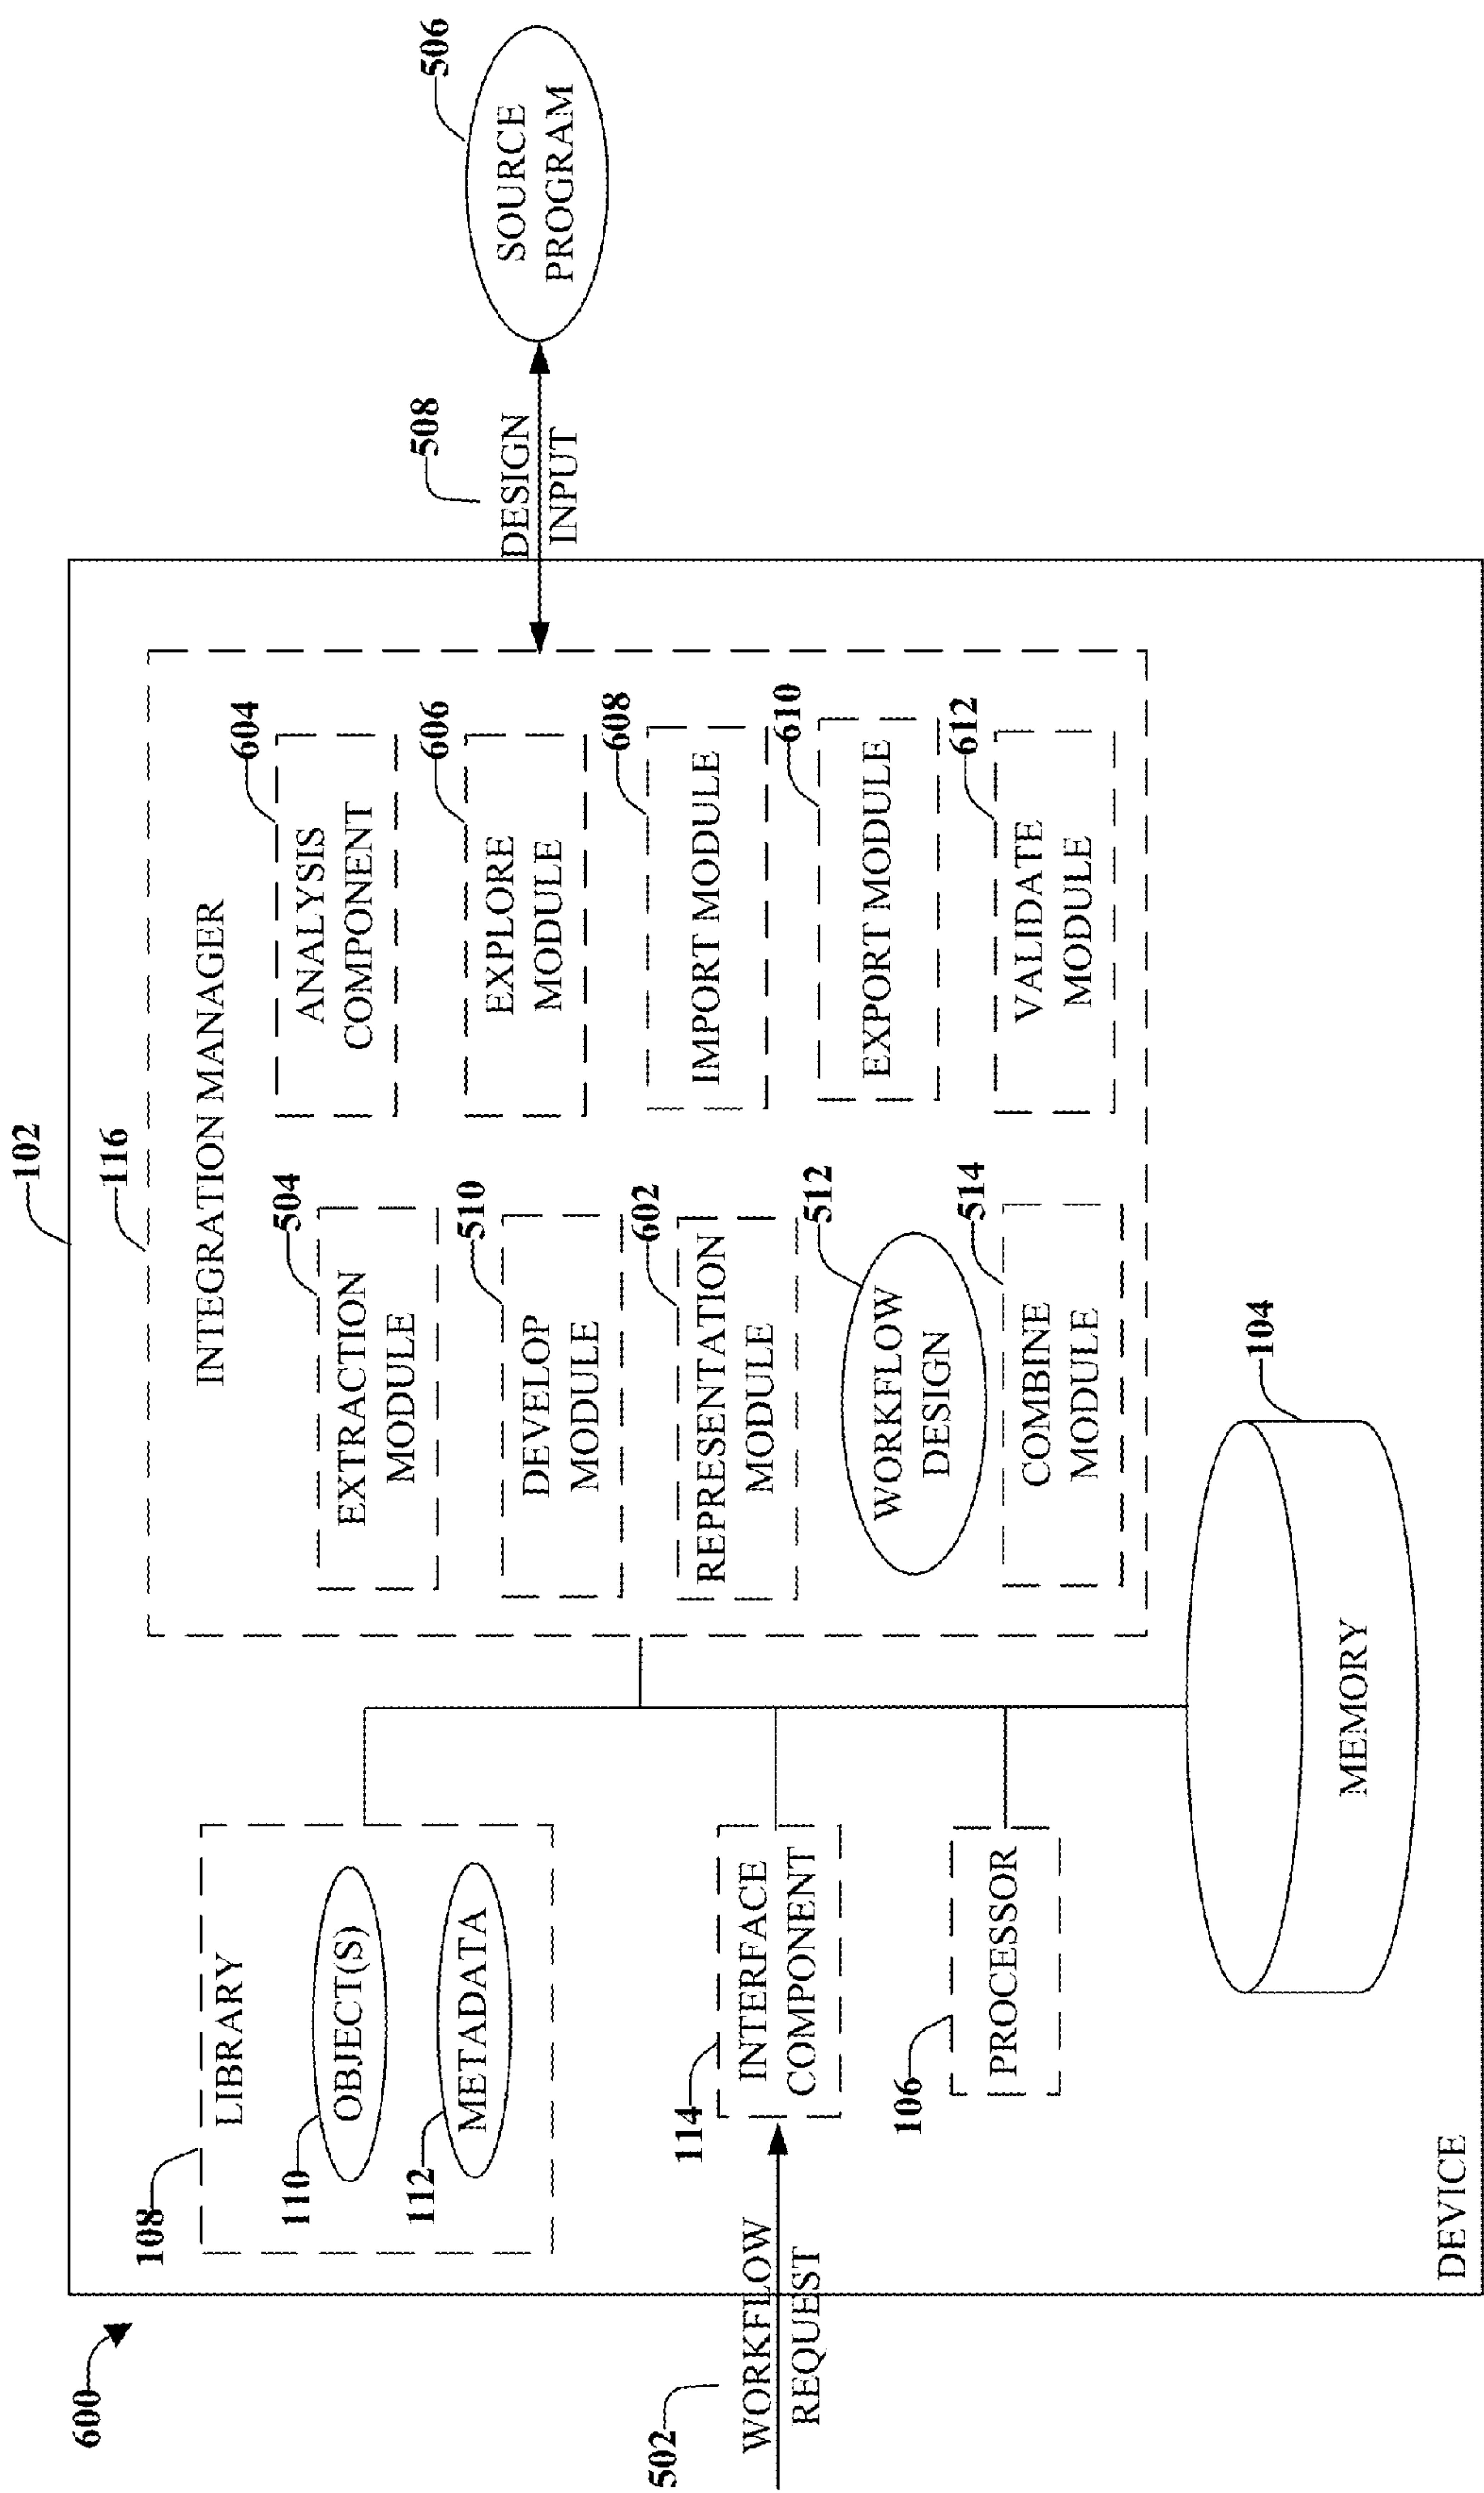 600
102
108
LIBRARY
110
OBJECT(S)
112
METADATA
502
WORKFLOW
REQUEST
114
INTERFACE
COMPONENT
106
PROCESSOR
DEVICE
104
MEMORY
116
INTEGRATION MANAGER
504
EXTRACTION
MODULE
510
DEVELOP
MODULE
602
REPRESENTATION
MODULE
512
WORKFLOW
DESIGN
514
COMBINE
MODULE
604
ANALYSIS
COMPONENT
606
EXPLORE
MODULE
608
IMPORT MODULE
610
EXPORT MODULE
612
VALIDATE
MODULE
508
DESIGN
INPUT
506
SOURCE
PROGRAM